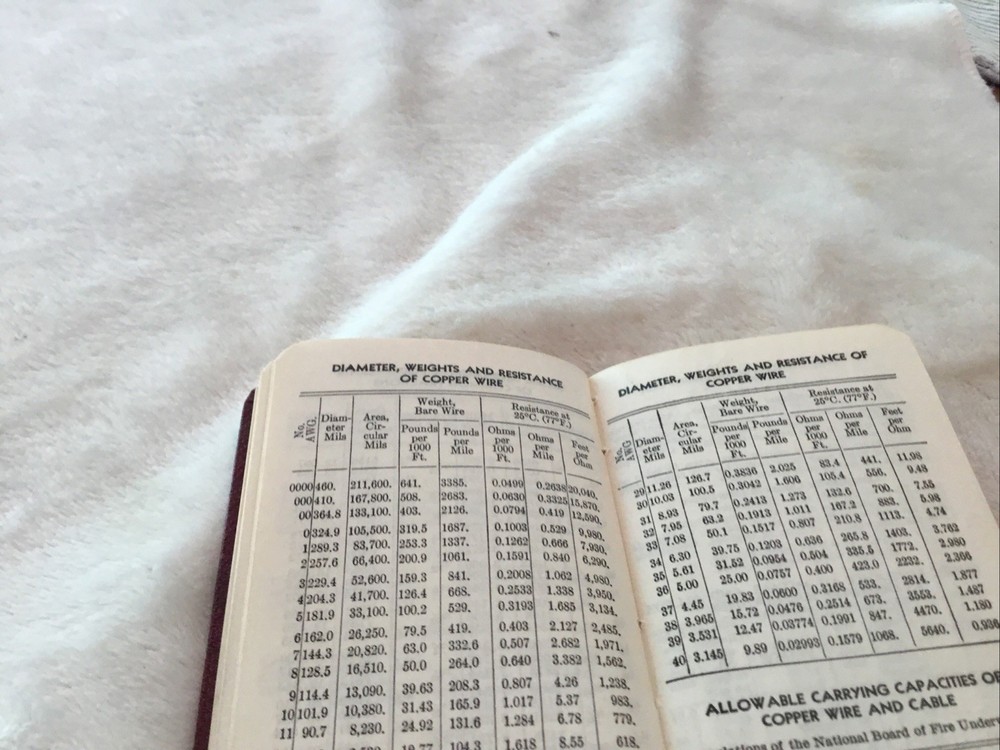 DIAMETER, WEIGHTS AND RESISTANCE
OF COPPER WIRE
No. AWG. Diam- eter Mils Area, Cir- cular Mils Weight, Bare Wire Resistance at 25°C. (77°F.)
Pounds per 1000 Ft. Pounds per Mile Ohms per 1000 Ft. Ohms per Mile Feet per Ohm
0000 460. 211,600. 641. 3385. 0.0499 0.2638 20,040.
000 410. 167,800. 508. 2683. 0.0630 0.3325 15,870.
00 364.8 133,100. 403. 2126. 0.0794 0.419 12,590.
0 324.9 105,500. 319.5 1687. 0.1003 0.529 9,980.
1 289.3 83,700. 253.3 1337. 0.1262 0.666 7,930.
2 257.6 66,400. 200.9 1061. 0.1591 0.840 6,290.
3 229.4 52,600. 159.3 841. 0.2008 1.062 4,980.
4 204.3 41,700. 126.4 668. 0.2533 1.338 3,950.
5 181.9 33,100. 100.2 529. 0.3193 1.685 3,134.
6 162.0 26,250. 79.5 419. 0.403 2.127 2,485.
7 144.3 20,820. 63.0 332.6 0.507 2.682 1,971.
8 128.5 16,510. 50.0 264.0 0.640 3.382 1,562.
9 114.4 13,090. 39.63 208.3 0.807 4.26 1,238.
10 101.9 10,380. 31.43 165.9 1.017 5.37 983.
11 90.7 8,230. 24.92 131.6 1.284 6.78 779.
19.77 104.3 1.618 8.55 618.
DIAMETER, WEIGHTS AND RESISTANCE OF
COPPER WIRE
No. AWG Diam- eter Mils Area, Cir- cular Mils Weight, Bare Wire Resistance at 25°C. (77°F.)
Pounds per 1000 Ft. Pounds per Mile Ohms per 1000 Ft. Ohms per Mile Feet per Ohm
29 11.26 126.7 0.3836 2.025 83.4 441. 11.98
30 10.03 100.5 0.3042 1.606 105.4 556. 9.48
31 8.93 79.7 0.2413 1.273 132.6 700. 7.55
32 7.95 63.2 0.1913 1.011 167.2 883. 5.98
33 7.08 50.1 0.1517 0.807 210.8 1113. 4.74
34 6.30 39.75 0.1203 0.636 265.8 1403. 3.762
35 5.61 31.52 0.0954 0.504 335.5 1772. 2.980
36 5.00 25.00 0.0757 0.400 423.0 2232. 2.366
37 4.45 19.83 0.0600 0.3168 533. 2814. 1.877
38 3.965 15.72 0.0476 0.2514 673. 3553. 1.487
39 3.531 12.47 0.03774 0.1991 847. 4470. 1.180
40 3.145 9.89 0.02993 0.1579 1068. 5640. 0.936
ALLOWABLE CARRYING CAPACITIES OF
COPPER WIRE AND CABLE
of the National Board of Fire